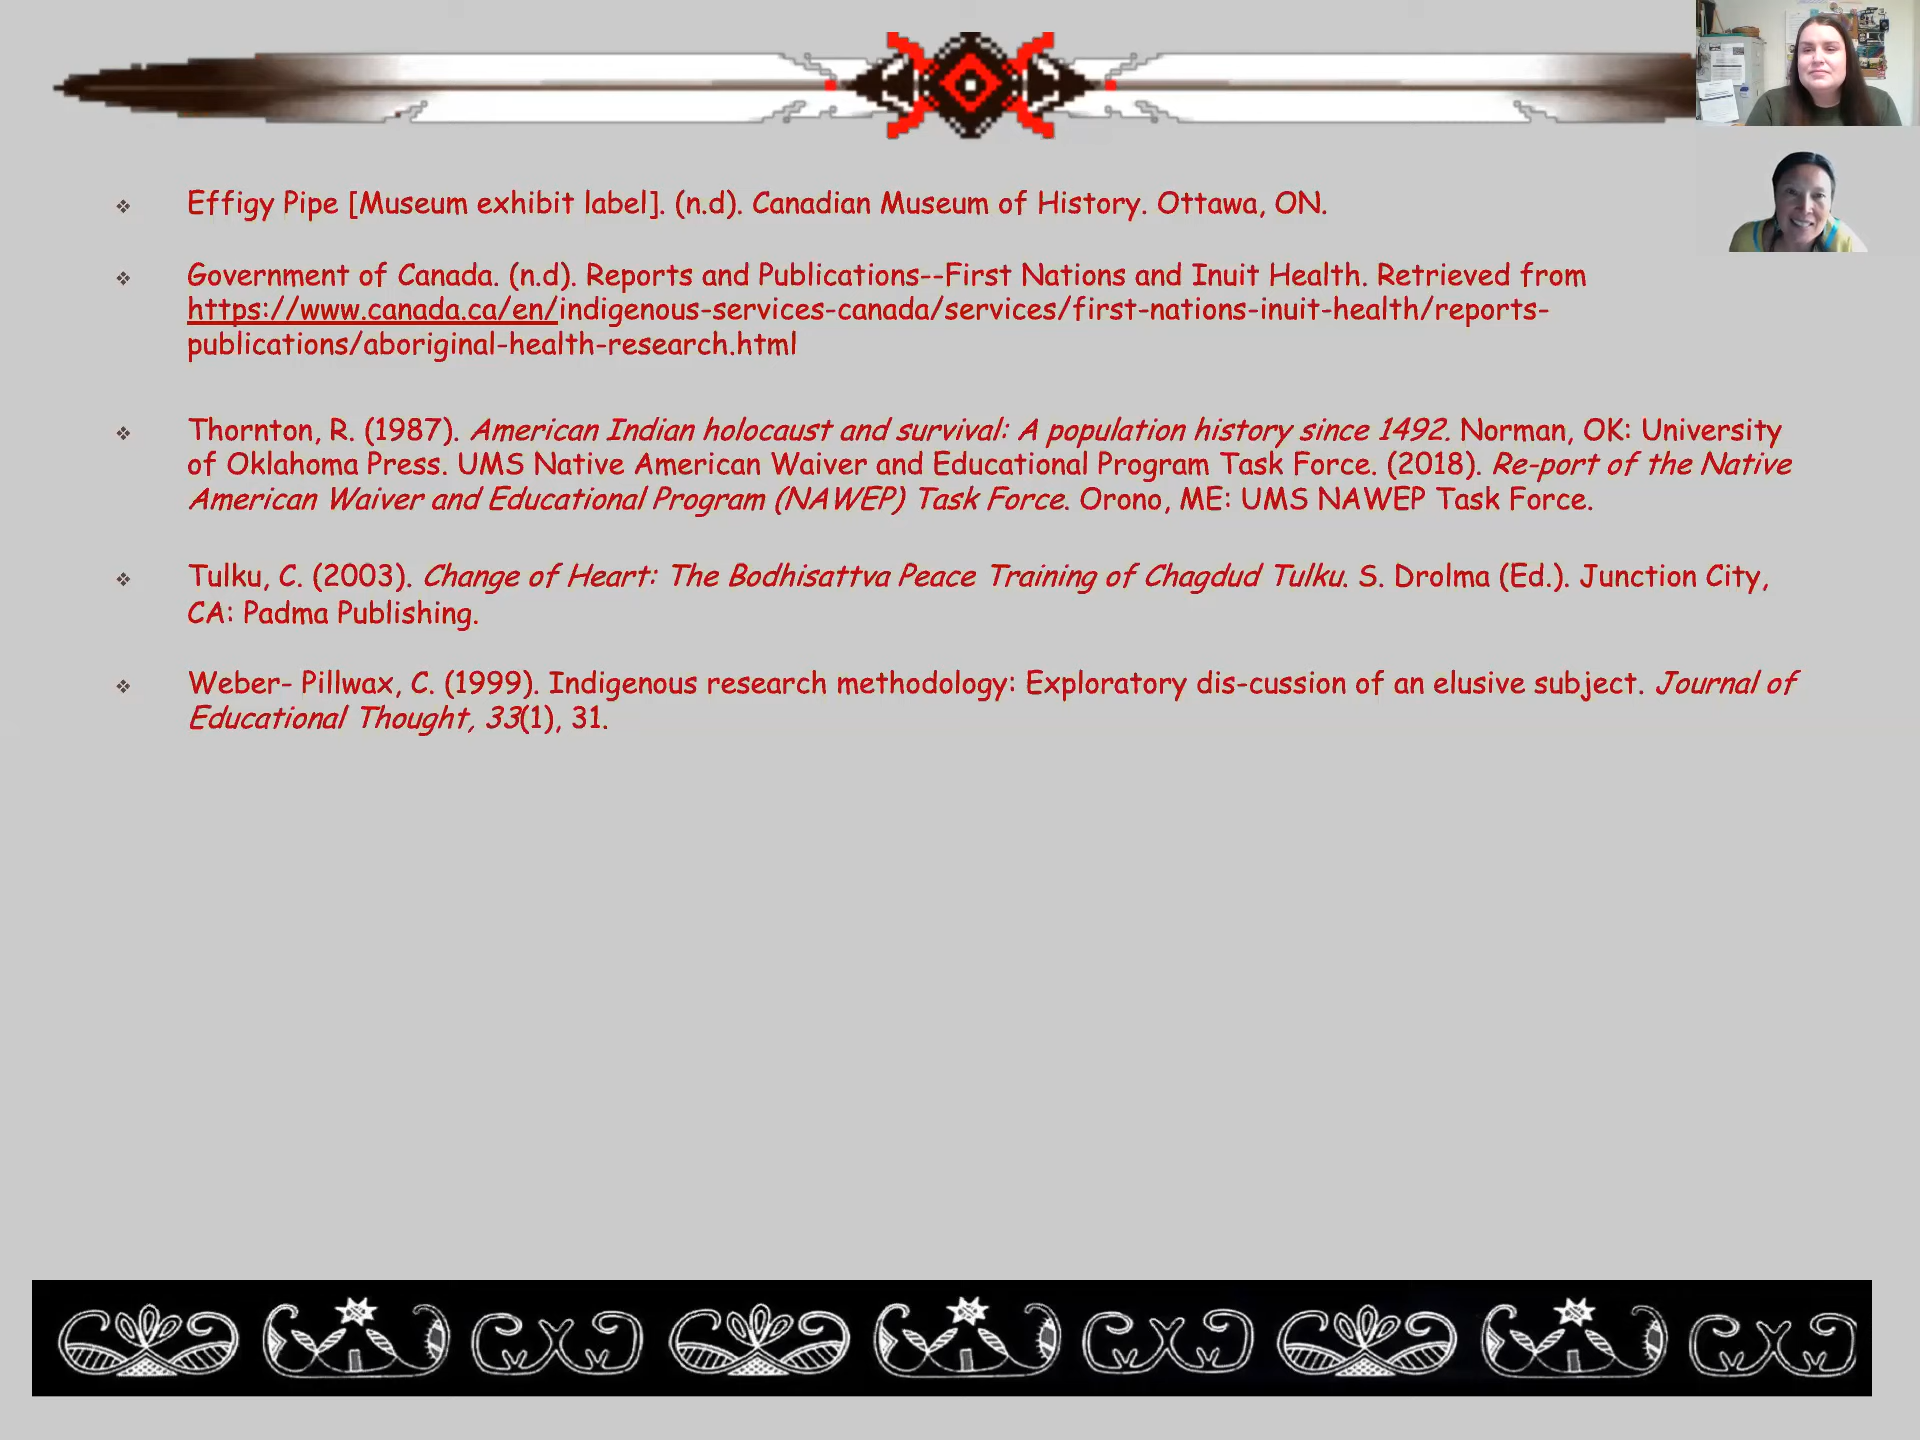 Effigy Pipe [Museum exhibit label]. (n.d). Canadian Museum of History. Ottawa, ON.
Government of Canada. (n.d). Reports and Publications--First Nations and Inuit Health. Retrieved from
https://www.canada.ca/en/indigenous-services-canada/services/first-nations-inuit-health/reports-
publications/aboriginal-health-research.html
Thornton, R. (1987). American Indian holocaust and survival: A population history since 1492. Norman, OK: University
of Oklahoma Press. UMS Native American Waiver and Educational Program Task Force. (2018). Re-port of the Native
American Waiver and Educational Program (NAWEP) Task Force. Orono, ME: UMS NAWEP Task Force.
Tulku, C. (2003). Change of Heart: The Bodhisattva Peace Training of Chagdud Tulku. S. Drolma (Ed.). Junction City,
CA: Padma Publishing.
Weber- Pillwax, C. (1999). Indigenous research methodology: Exploratory dis-cussion of an elusive subject. Journal of
Educational Thought, 33(1), 31.